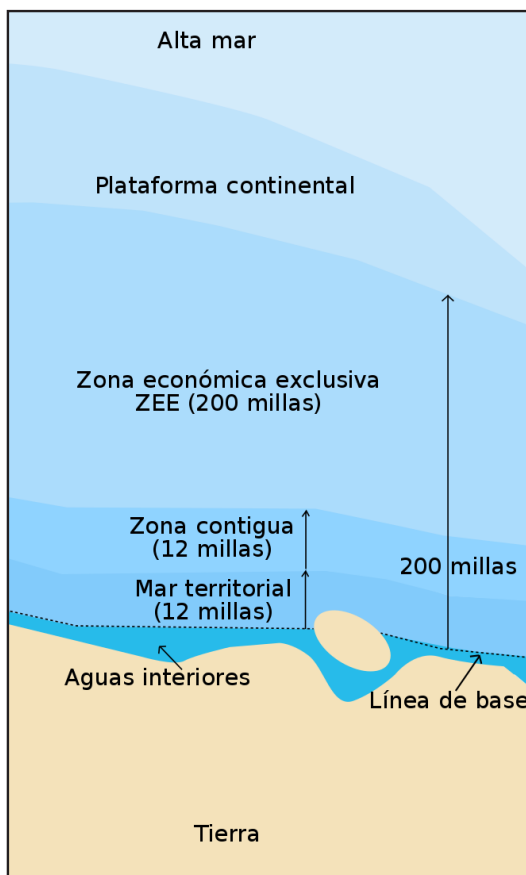 Alta mar
Plataforma continental
Zona económica exclusiva
ZEE (200 millas)
Zona contigua
(12 millas)
200 millas
Mar territorial
(12 millas)
Aguas interiores
Línea de base
Tierra